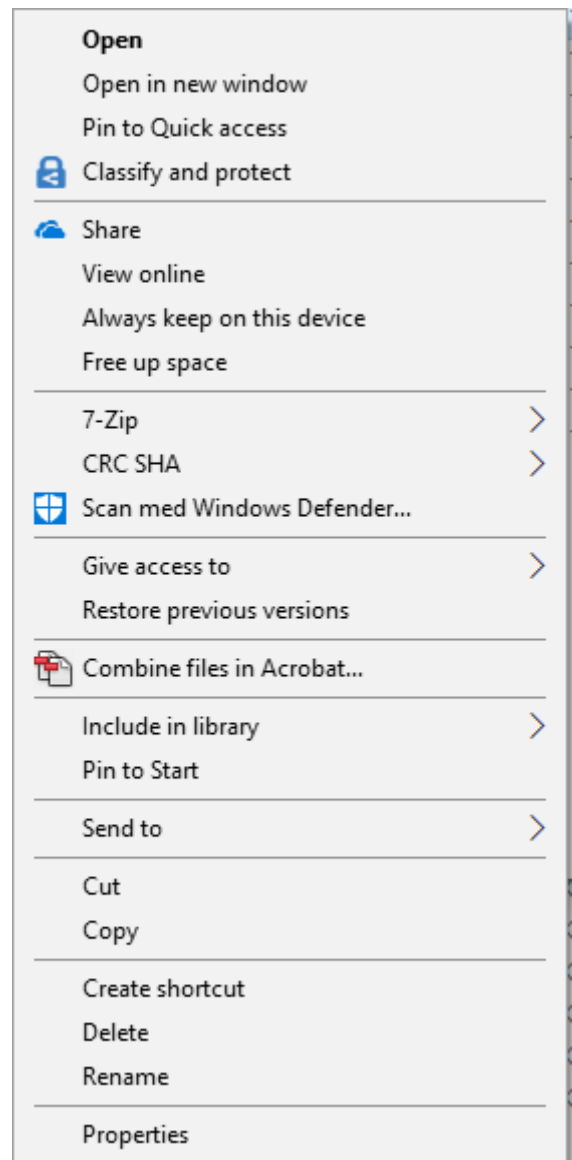 Open
Open in new window
Pin to Quick access
Classify and protect
Share
View online
Always keep on this device
Free up space
7-Zip
CRC SHA
Scan med Windows Defender...
Give access to
Restore previous versions
Combine files in Acrobat...
Include in library
Pin to Start
Send to
Cut
Copy
Create shortcut
Delete
Rename
Properties